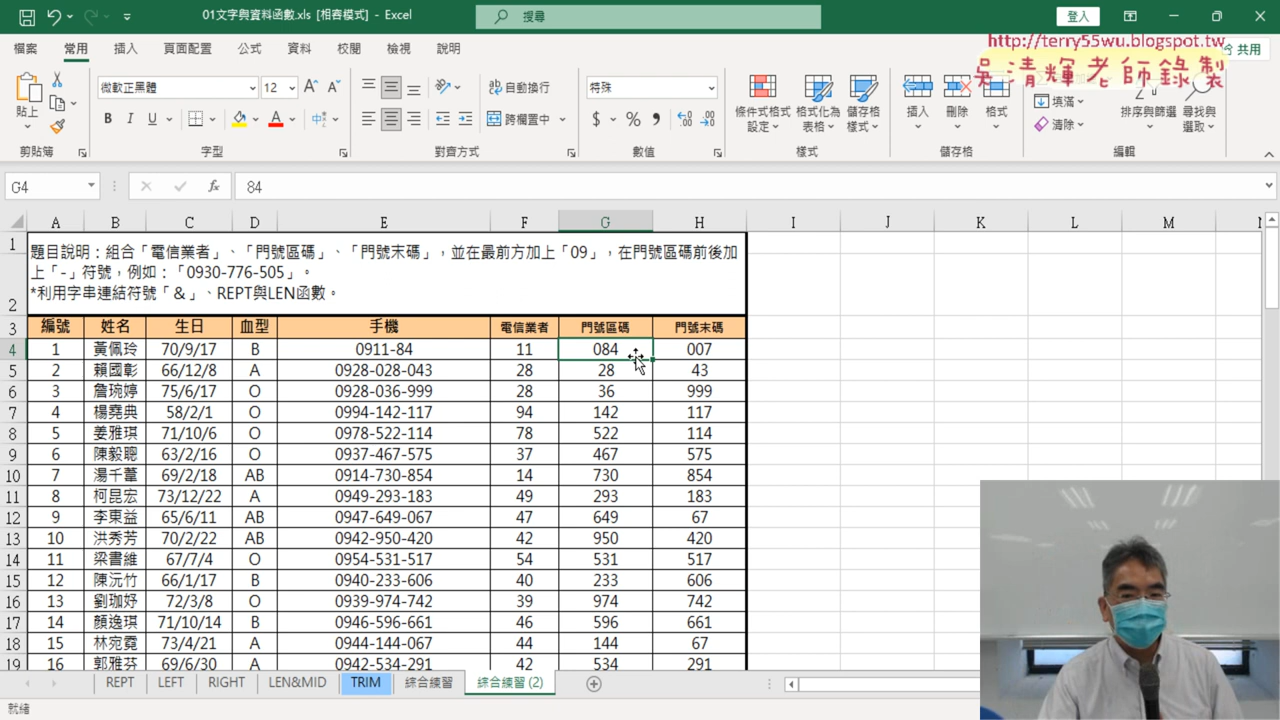 01文字與資料函數.xls [相容模式] - Excel
搜尋
登入
http://terry55wu.blogspot.tw
吳清輝老師錄製
檔案 常用 插入 頁面配置 公式 資料 校閱 檢視 說明
共用
貼上
微軟正黑體 12
自動換行
跨欄置中
特殊
條件式格式設定
格式化為表格
儲存格樣式
插入 刪除 格式
填滿
清除
排序與篩選
尋找與選取
剪貼簿 字型 對齊方式 數值 樣式 儲存格 編輯
G4 84
A B C D E F G H I J K L M N
1 題目說明：組合「電信業者」、「門號區碼」、「門號末碼」，並在最前方加上「09」，在門號區碼前後加
上「-」符號，例如：「0930-776-505」。
2 *利用字串連結符號「&」、REPT與LEN函數。
3 編號 姓名 生日 血型 手機 電信業者 門號區碼 門號末碼
4 1 黃佩玲 70/9/17 B 0911-84 11 084 007
5 2 賴國彰 66/12/8 A 0928-028-043 28 28 43
6 3 詹琬婷 75/6/17 O 0928-036-999 28 36 999
7 4 楊堯典 58/2/1 O 0994-142-117 94 142 117
8 5 姜雅琪 71/10/6 O 0978-522-114 78 522 114
9 6 陳毅聰 63/2/16 O 0937-467-575 37 467 575
10 7 湯千葦 69/2/18 AB 0914-730-854 14 730 854
11 8 柯昆宏 73/12/22 A 0949-293-183 49 293 183
12 9 李東益 65/6/11 AB 0947-649-067 47 649 67
13 10 洪秀芳 70/2/22 AB 0942-950-420 42 950 420
14 11 梁書維 67/7/4 O 0954-531-517 54 531 517
15 12 陳沅竹 66/1/17 B 0940-233-606 40 233 606
16 13 劉珈妤 72/3/8 O 0939-974-742 39 974 742
17 14 顏逸琪 71/10/14 B 0946-596-661 46 596 661
18 15 林宛霓 73/4/21 A 0944-144-067 44 144 67
19 16 郭雅芬 69/6/30 A 0942-534-291 42 534 291
REPT LEFT RIGHT LEN&MID TRIM 綜合練習 綜合練習 (2)
就緒